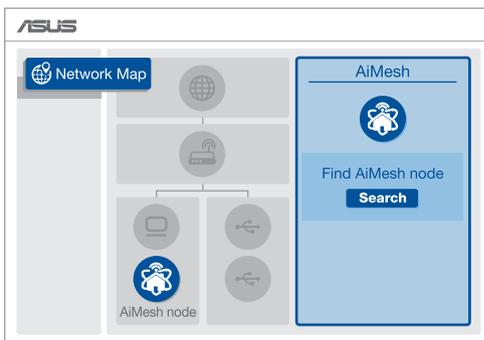 ASUS
Network Map
AiMesh
Find AiMesh node
Search
AiMesh node